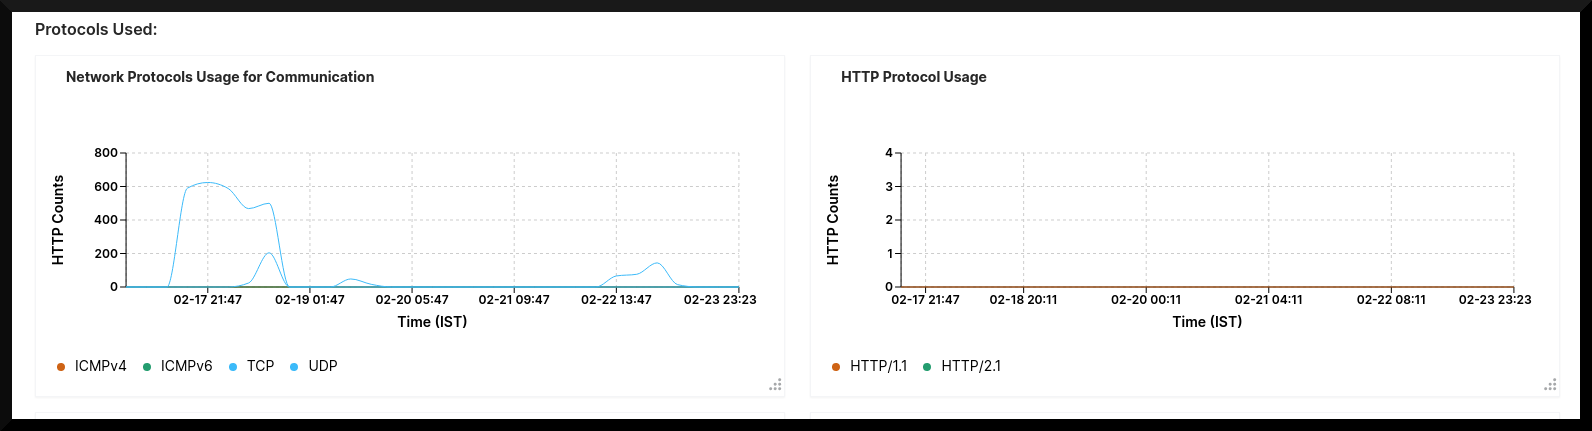 Protocols Used:
Network Protocols Usage for Communication
HTTP Counts
800
600
400
200
0
02-17 21:47 02-19 01:47 02-20 05:47 02-21 09:47 02-22 13:47 02-23 23:23
Time (IST)
ICMPv4 ICMPv6 TCP UDP
HTTP Protocol Usage
HTTP Counts
4
3
2
1
0
02-17 21:47 02-18 20:11 02-20 00:11 02-21 04:11 02-22 08:11 02-23 23:23
Time (IST)
HTTP/1.1 HTTP/2.1